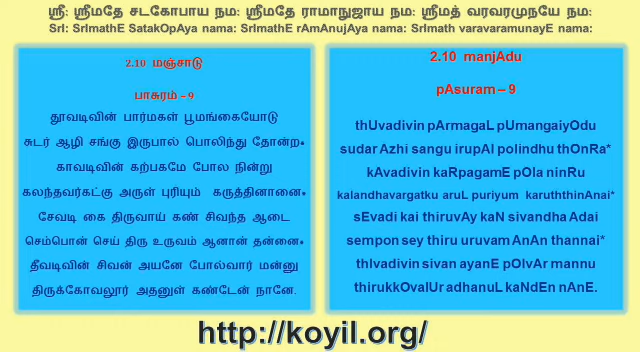 ஸ்ரீ: ஸ்ரீமதே சடகோபாய நம: ஸ்ரீமதே ராமாநுஜாய நம: ஸ்ரீமத் வரவரமுநயே நம:
SrI: SrImathE SatakOpAya nama: SrImathE rAmAnujAya nama: SrImath varavaramunayE nama:
2.10 மஞ்சாடு
பாசுரம் – 9
தூவடிவின் பார்மகள் பூமங்கையோடு
சுடர் ஆழி சங்கு இருபால் பொலிந்து தோன்ற*
காவடிவின் கற்பகமே போல நின்று
கலந்தவர்கட்கு அருள் புரியும் கருத்தினானை*
சேவடி கை திருவாய் கண் சிவந்த ஆடை
செம்பொன் செய் திரு உருவம் ஆனான் தன்னை*
தீவடிவின் சிவன் அயனே போல்வார் மன்னு
திருக்கோவலூர் அதனுள் கண்டேன் நானே.
2.10 manjAdu
pAsuram – 9
thUvadivin pArmagaL pUmangaiyOdu
sudar Azhi sangu irupAl polindhu thOnRa*
kAvadivin kaRpagamE pOla ninRu
kalandhavargatku aruL puriyum karuththinAnai*
sEvadi kai thiruvAy kaN sivandha Adai
sempon sey thiru uruvam AnAn thannai*
thIvadivin sivan ayanE pOlvAr mannu
thirukkOvalUr adhanuL kaNdEn nAnE.
http://koyil.org/